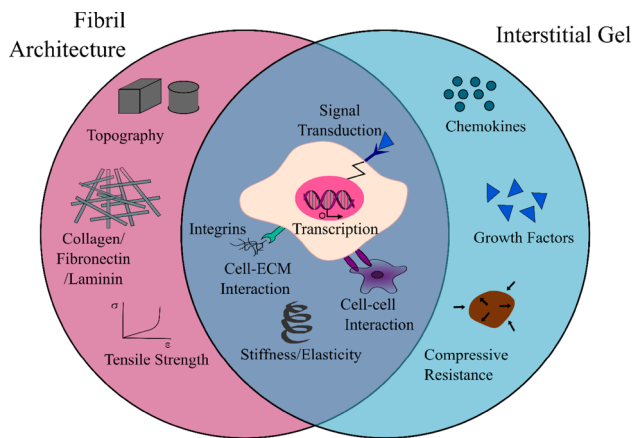 Fibril
Architecture
Interstitial Gel
Topography
Collagen/
Fibronectin
/Laminin
σ
ε
Tensile Strength
Signal
Transduction
Transcription
Integrins
Cell-ECM
Interaction
Cell-cell
Interaction
Stiffness/Elasticity
Chemokines
Growth Factors
Compressive
Resistance